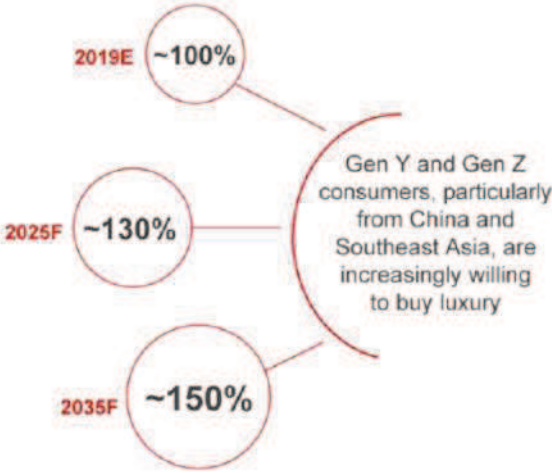 2019E
~100%
Gen Y and Gen Z
consumers, particularly
from China and
Southeast Asia, are
increasingly willing
to buy luxury
2025F
~130%
2035F
~150%